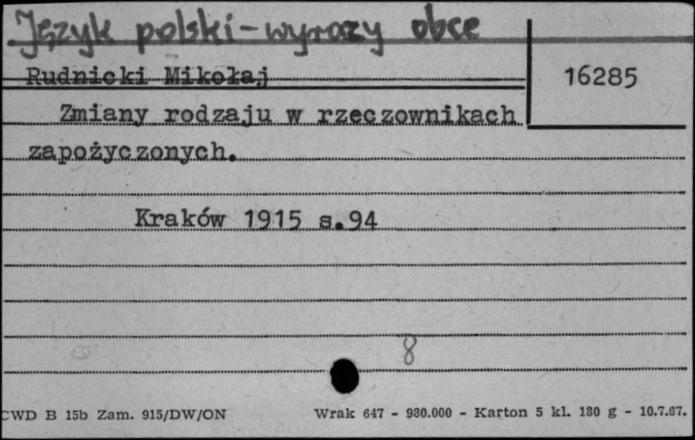 Język polski - wyrazy obce
Rudnicki Mikołaj
16285
Zmiany rodzaju w rzeczownikach
zapożyczonych.
Kraków 1915 s.94
8
CWD B 15b Zam. 915/DW/ON Wrak 647 - 930.000 - Karton 5 kl. 180 g - 10.7.67.